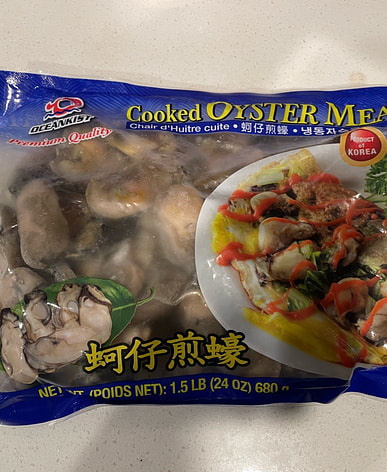 OCEANKIST
Premium Quality
Cooked OYSTER MEA
Chair d'Huitre cuite • 蚵仔煎蠔 • 냉동자숙
PRODUCT
of
KOREA
蚵仔煎蠔
NET WT. (POIDS NET): 1.5 LB (24 OZ) 680 g